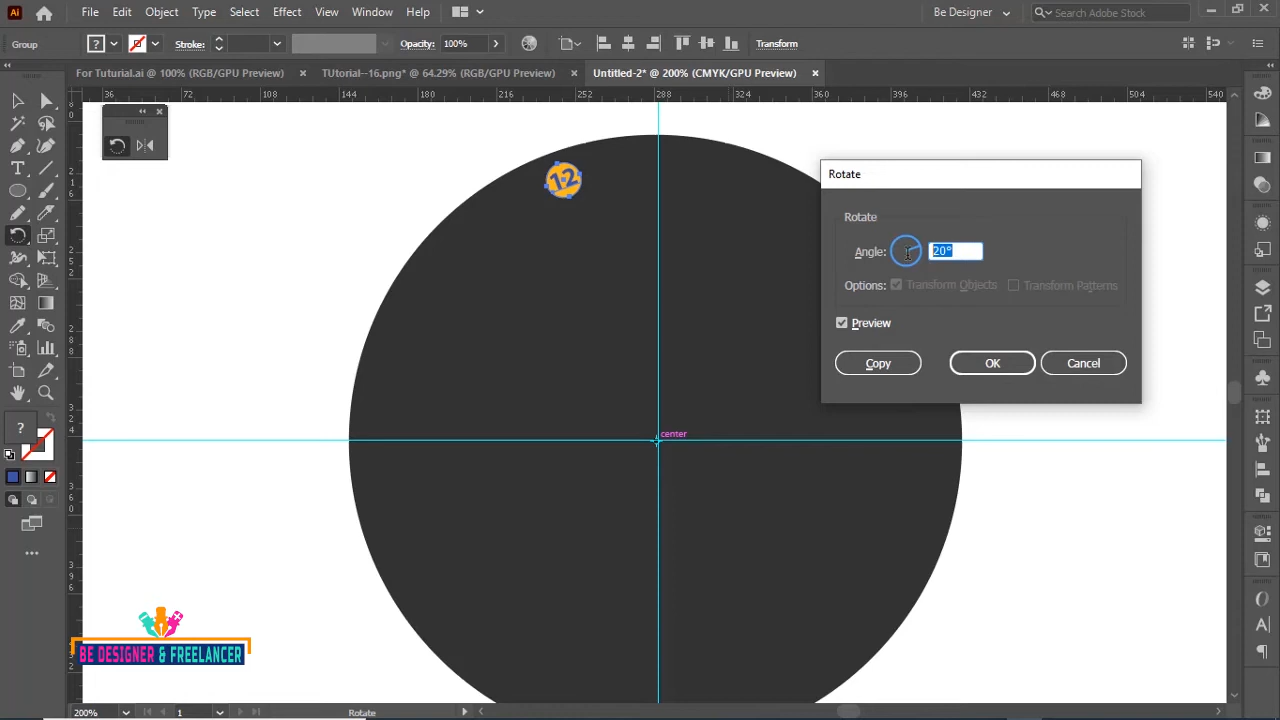 Ai File Edit Object Type Select Effect View Window Help Be Designer Search Adobe Stock
Group ? Stroke: Opacity: 100% Transform
For Tuturial.ai @ 100% (RGB/GPU Preview) × TUtorial--16.png* @ 64.29% (RGB/GPU Preview) × Untitled-2* @ 200% (CMYK/GPU Preview) ×
36 72 108 144 180 216 252 288 324 360 396 432 468 504 540
12
Rotate
Rotate
Angle: 20°
Options: Transform Objects Transform Patterns
Preview
Copy OK Cancel
center
?
BE DESIGNER & FREELANCER
200% 1 Rotate